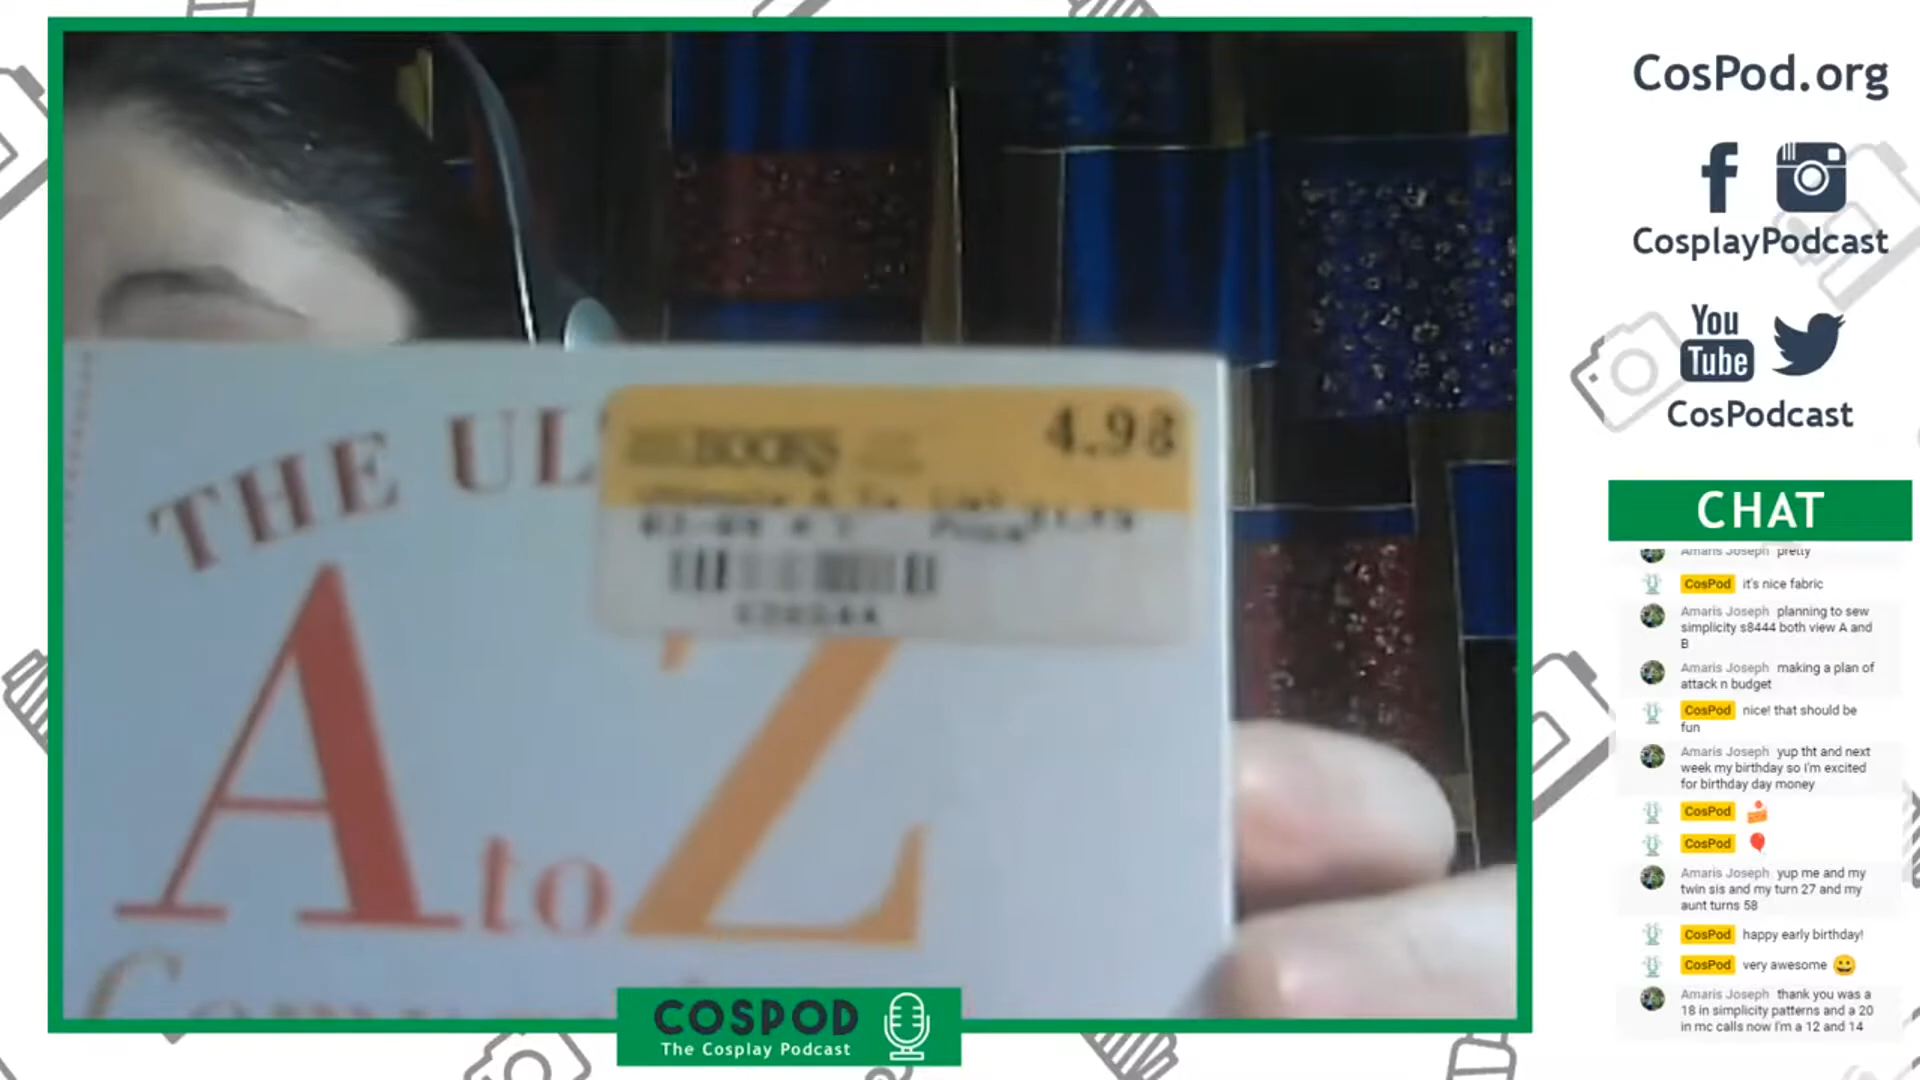 THE UL
BOOKS
4.98
A to Z
COSPOD
The Cosplay Podcast
CosPod.org
CosplayPodcast
You
Tube
CosPodcast
CHAT
Amaris Joseph pretty
CosPod it's nice fabric
Amaris Joseph planning to sew
simplicity s8444 both view A and
B
Amaris Joseph making a plan of
attack n budget
CosPod nice! that should be
fun
Amaris Joseph yup tht and next
week my birthday so I'm excited
for birthday day money
CosPod
CosPod
Amaris Joseph yup me and my
twin sis and my turn 27 and my
aunt turns 58
CosPod happy early birthday!
CosPod very awesome
Amaris Joseph thank you was a
18 in simplicity patterns and a 20
in mc calls now I'm a 12 and 14